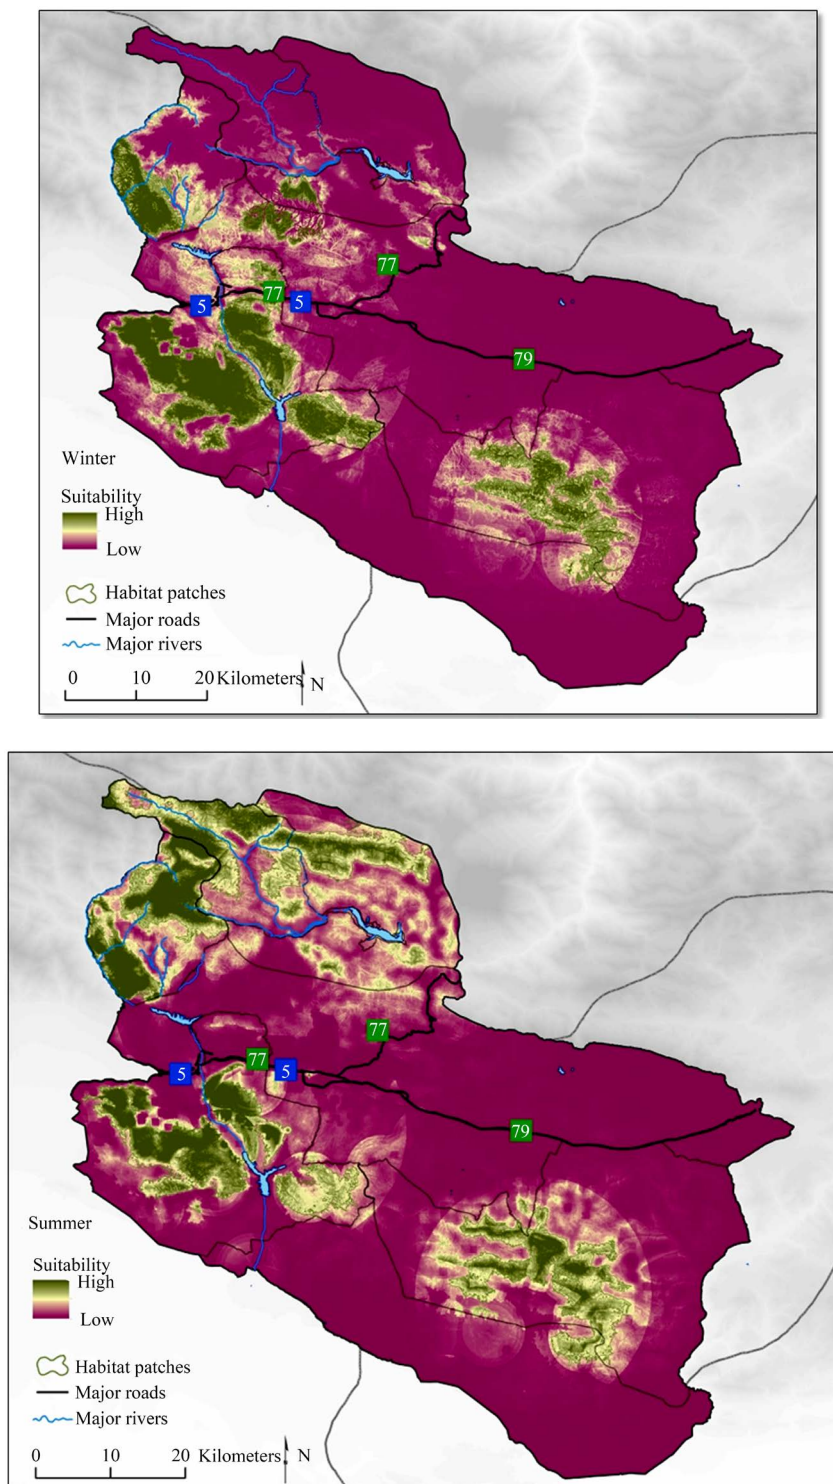 77
77
5
5
79
Winter
Suitability
High
Low
Habitat patches
Major roads
Major rivers
0 10 20 Kilometers N
77
77
5
5
79
Summer
Suitability
High
Low
Habitat patches
Major roads
Major rivers
0 10 20 Kilometers N